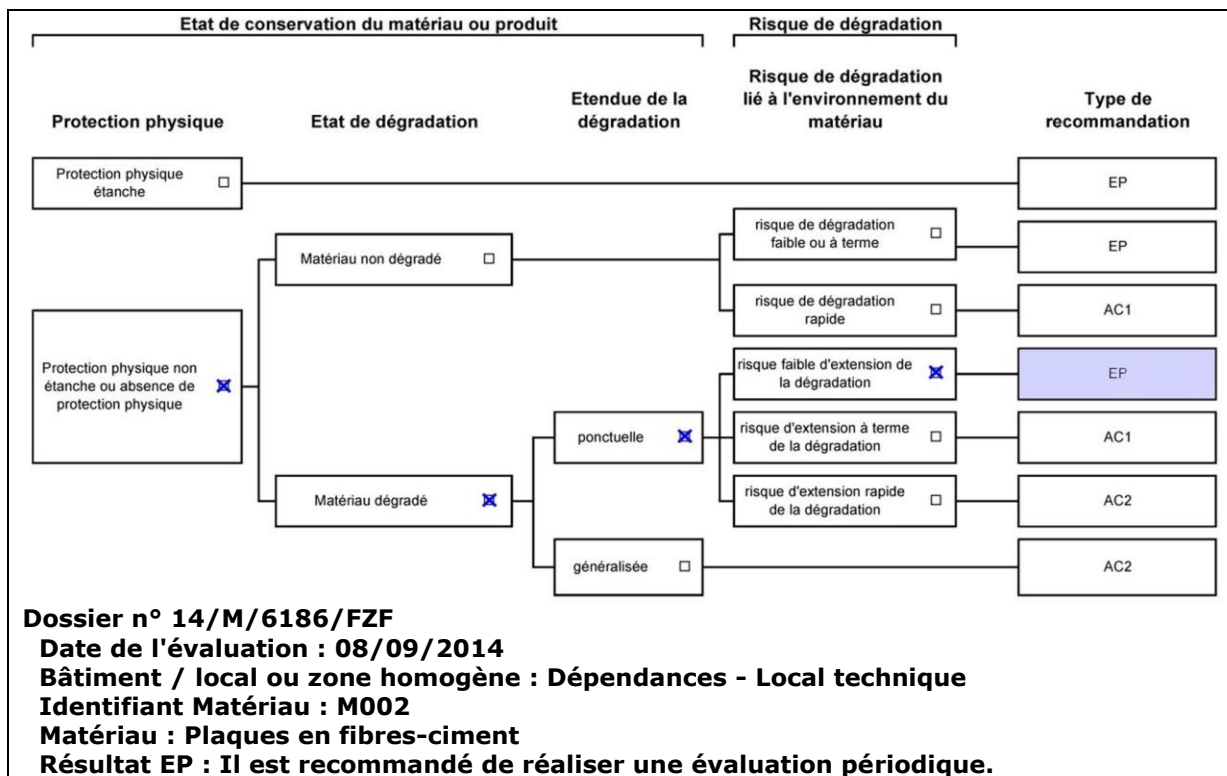 Etat de conservation du matériau ou produit
Risque de dégradation
Protection physique
Etat de dégradation
Etendue de la
dégradation
Risque de dégradation
lié à l'environnement du
matériau
Type de
recommandation
Protection physique
étanche
EP
risque de dégradation
faible ou à terme
EP
Matériau non dégradé
risque de dégradation
rapide
AC1
Protection physique non
étanche ou absence de
protection physique
risque faible d'extension de
la dégradation
EP
ponctuelle
risque d'extension à terme
de la dégradation
AC1
Matériau dégradé
risque d'extension rapide
de la dégradation
AC2
généralisée
AC2
Dossier n° 14/M/6186/FZF
Date de l'évaluation : 08/09/2014
Bâtiment / local ou zone homogène : Dépendances - Local technique
Identifiant Matériau : M002
Matériau : Plaques en fibres-ciment
Résultat EP : Il est recommandé de réaliser une évaluation périodique.